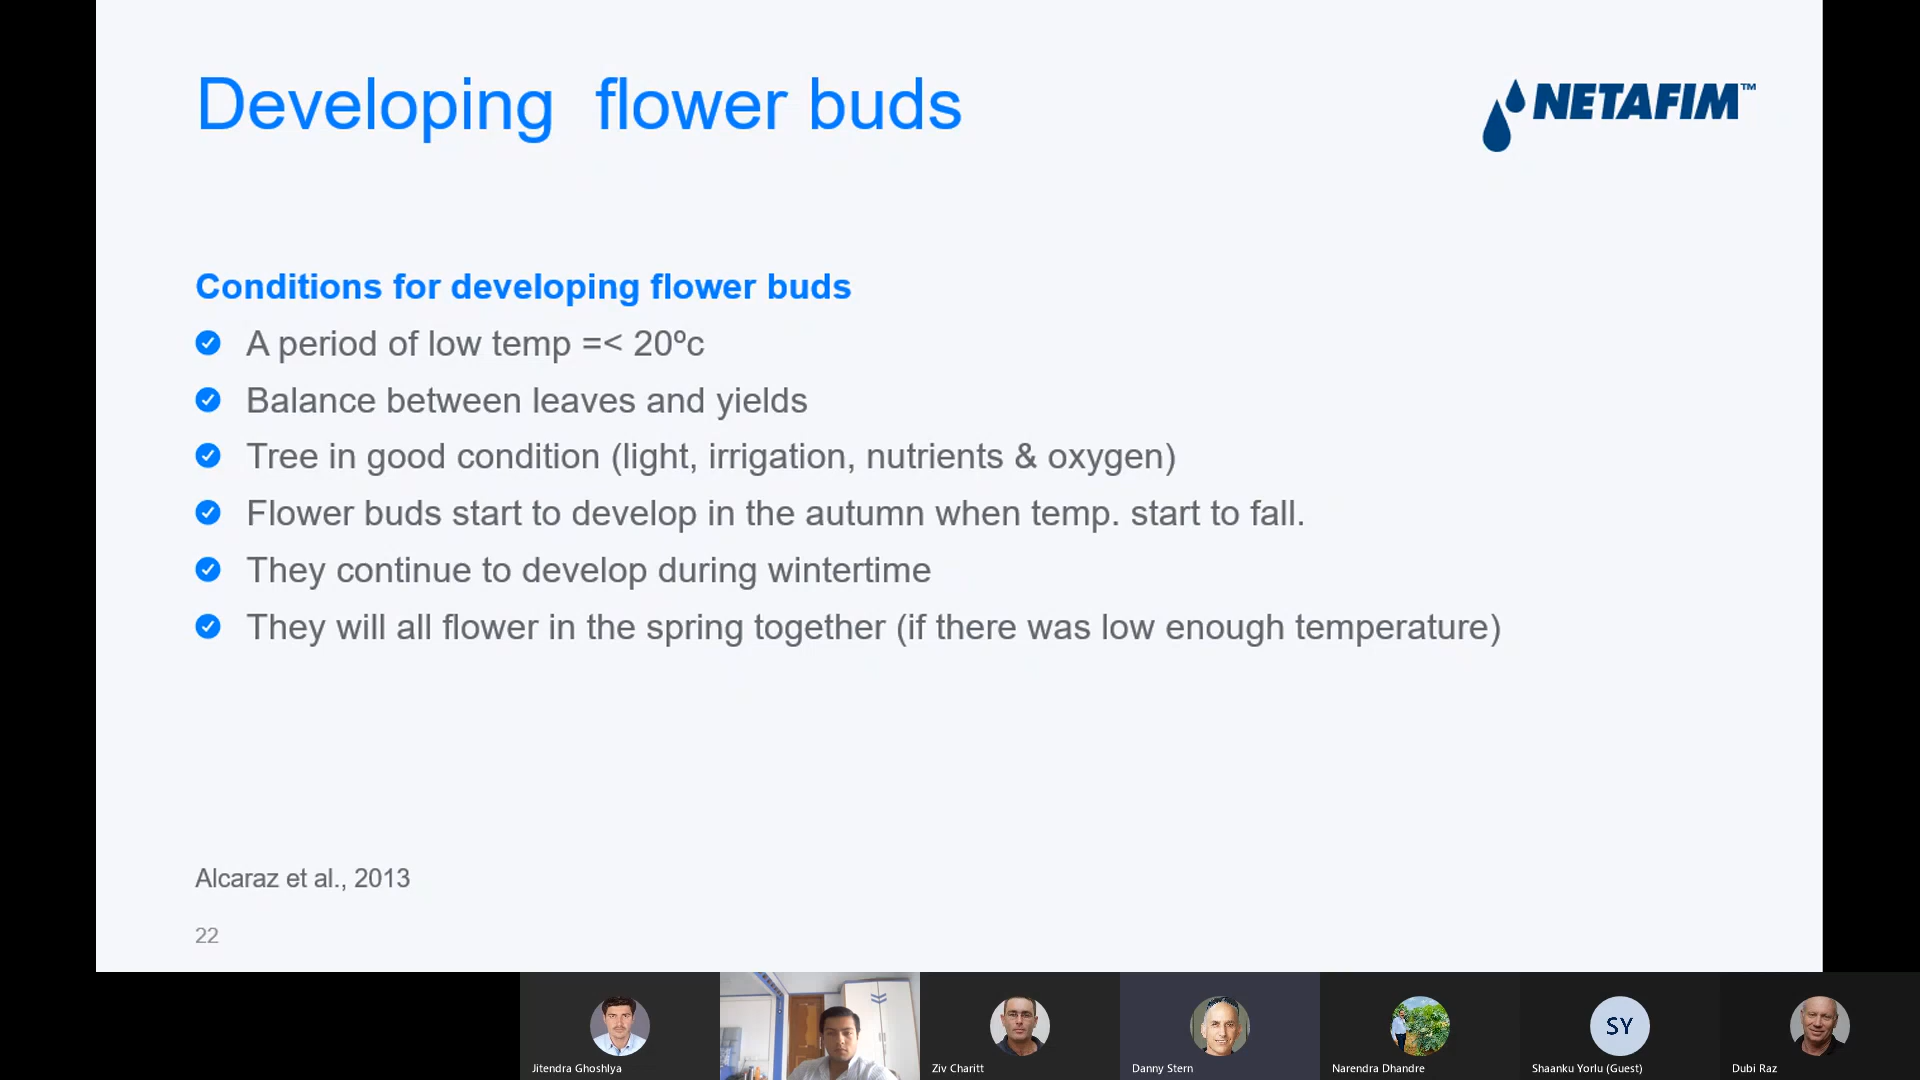 Developing  flower buds
NETAFIM™
Conditions for developing flower buds
A period of low temp =< 20ºc
Balance between leaves and yields
Tree in good condition (light, irrigation, nutrients & oxygen)
Flower buds start to develop in the autumn when temp. start to fall.
They continue to develop during wintertime
They will all flower in the spring together (if there was low enough temperature)
Alcaraz et al., 2013
22
SY
Jitendra Ghoshlya
Ziv Charitt
Danny Stern
Narendra Dhandre
Shaanku Yorlu (Guest)
Dubi Raz